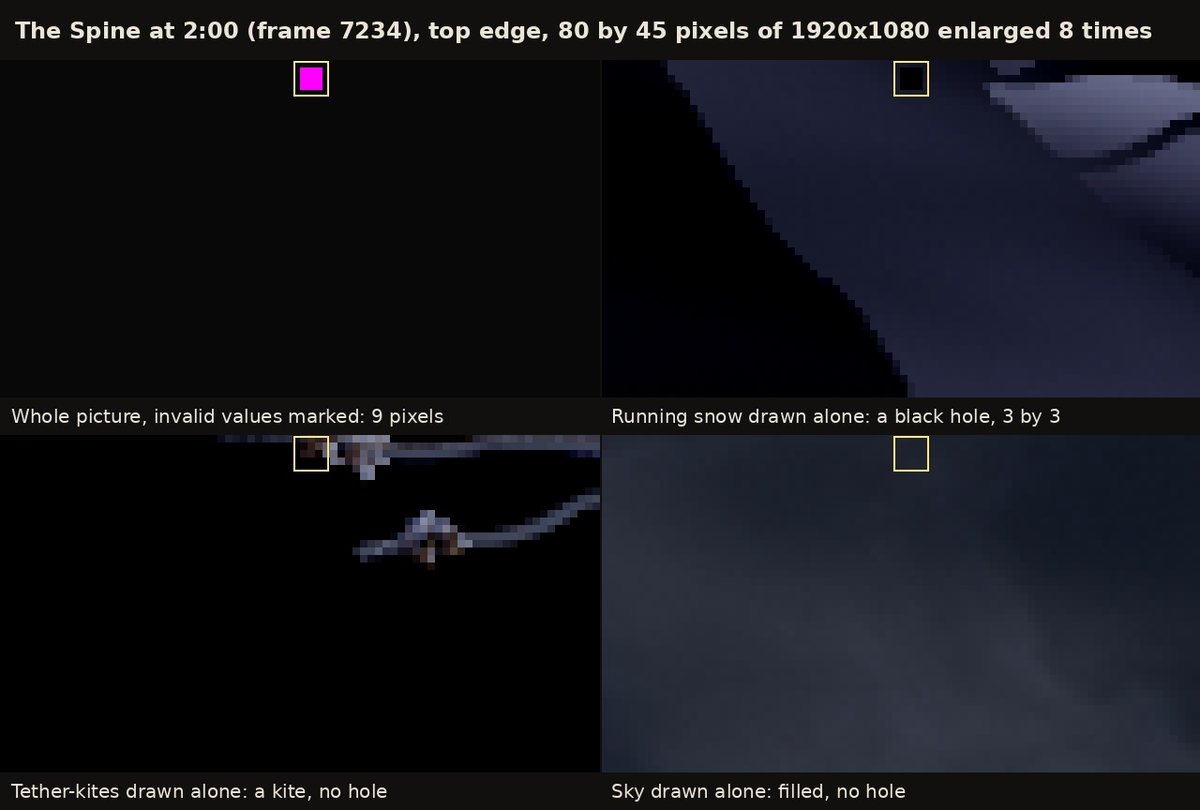 The Spine at 2:00 (frame 7234), top edge, 80 by 45 pixels of 1920x1080 enlarged 8 times
Whole picture, invalid values marked: 9 pixels
Running snow drawn alone: a black hole, 3 by 3
Tether-kites drawn alone: a kite, no hole
Sky drawn alone: filled, no hole